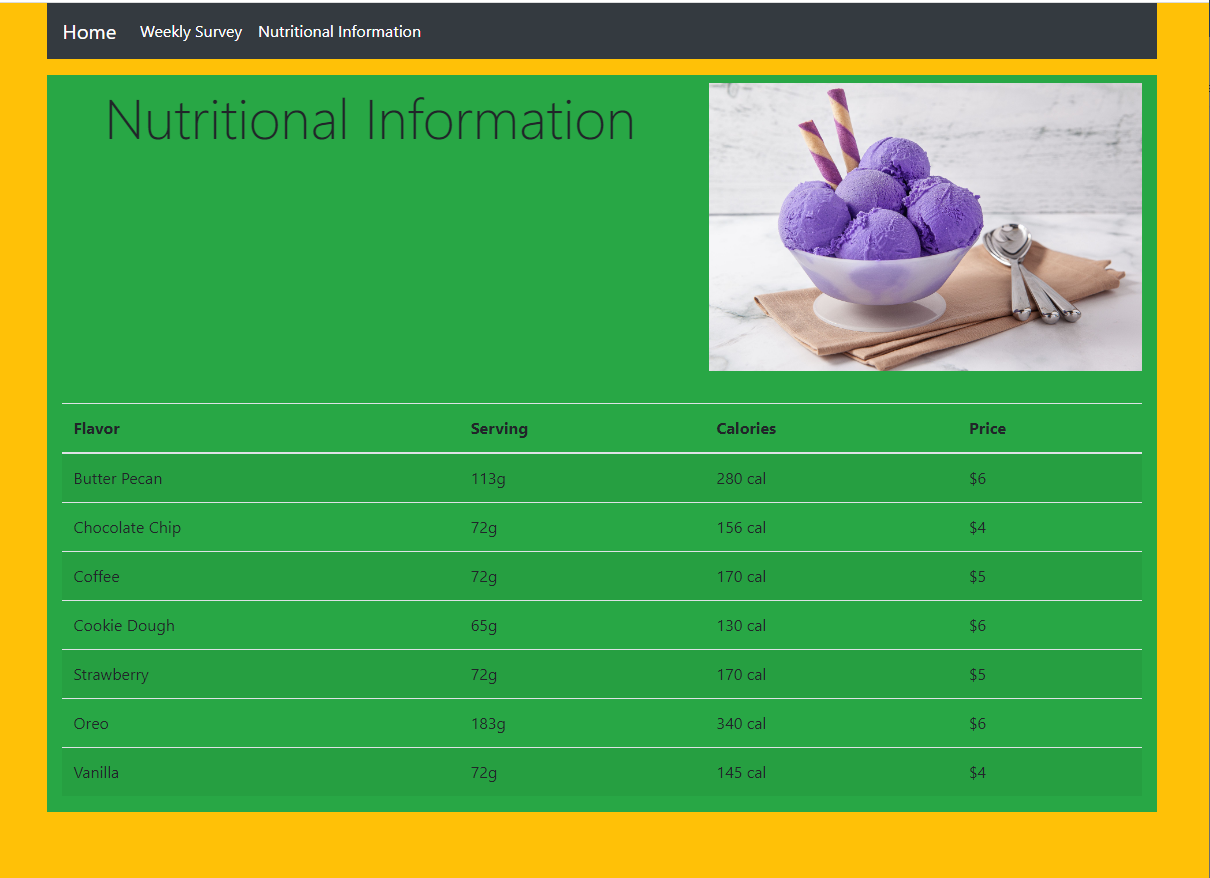 Home Weekly Survey Nutritional Information
Nutritional Information
Flavor Serving Calories Price
Butter Pecan 113g 280 cal $6
Chocolate Chip 72g 156 cal $4
Coffee 72g 170 cal $5
Cookie Dough 65g 130 cal $6
Strawberry 72g 170 cal $5
Oreo 183g 340 cal $6
Vanilla 72g 145 cal $4